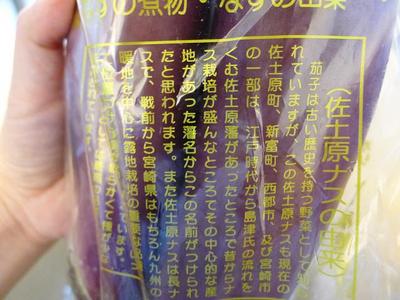 ずの煮物・なすの田楽
(佐土原ナスの由来)
茄子は古い歴史を持つ野菜として知
られていますが、この佐土原ナスも現在の
佐土原町、新富町、西都市、及び宮崎市
の一部は、江戸時代から島津氏の流れを
くむ佐土原藩があったところで昔からナ
ス栽培が盛んなところでその中心的な産
地があった藩名からこの名前がつけられ
たと思われます。また佐土原ナスは長ナ
スで、戦前から宮崎県はもちろん九州の
暖地を中心に露地栽培の重要な品